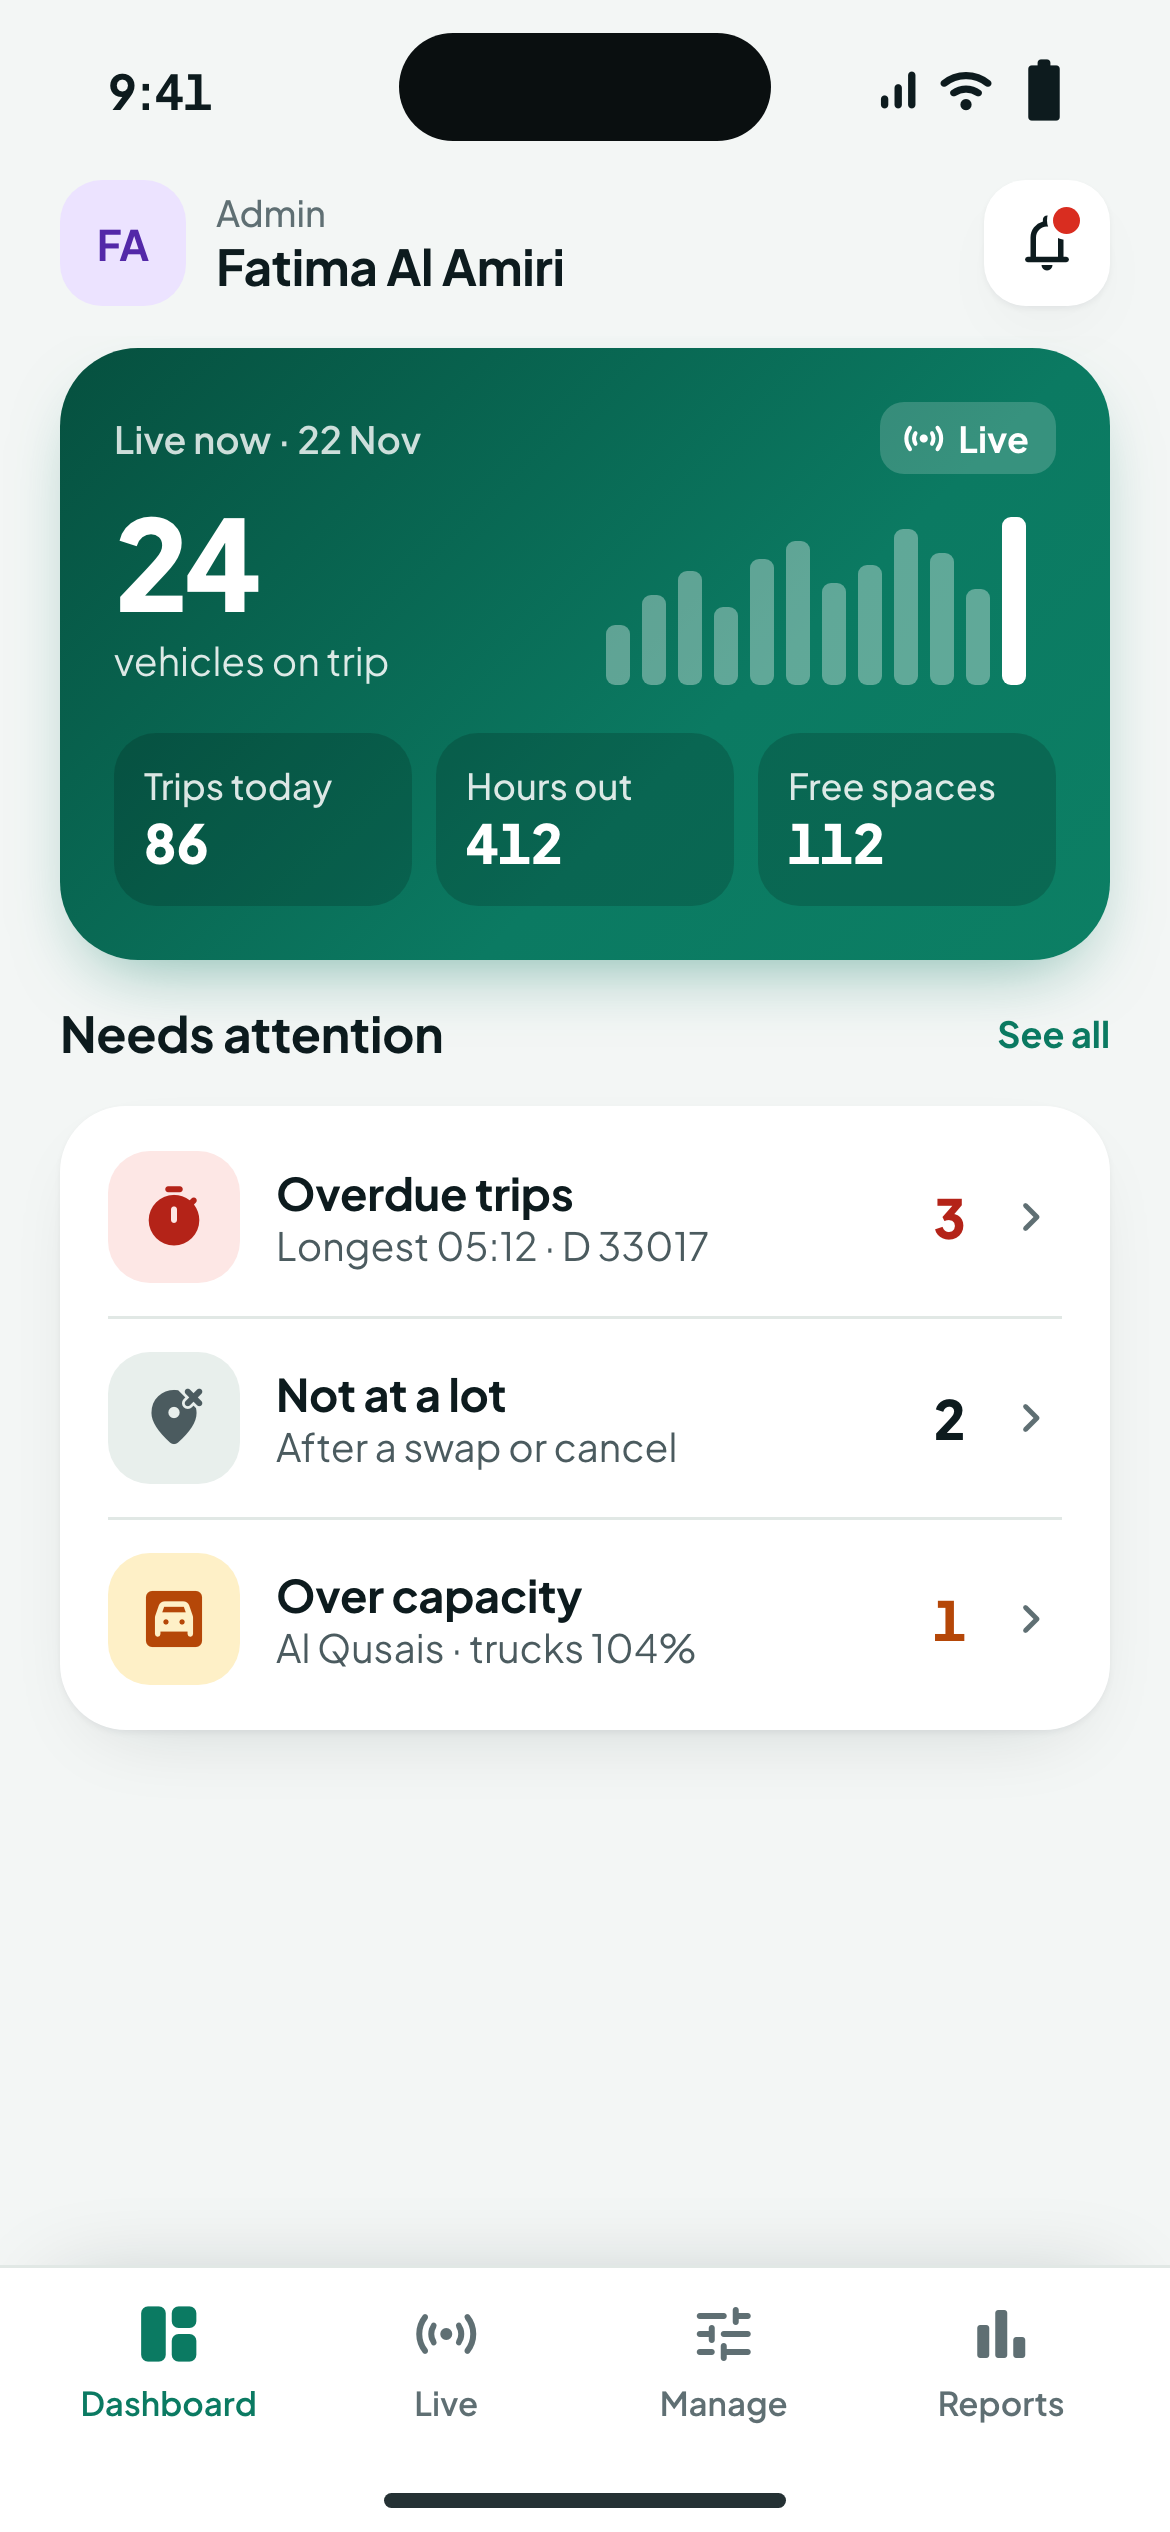 9:41
FA
Admin
Fatima Al Amiri
Live now · 22 Nov
Live
24
vehicles on trip
Trips today
86
Hours out
412
Free spaces
112
Needs attention
See all
Overdue trips
Longest 05:12 · D 33017
3
Not at a lot
After a swap or cancel
2
Over capacity
Al Qusais · trucks 104%
1
Dashboard
Live
Manage
Reports